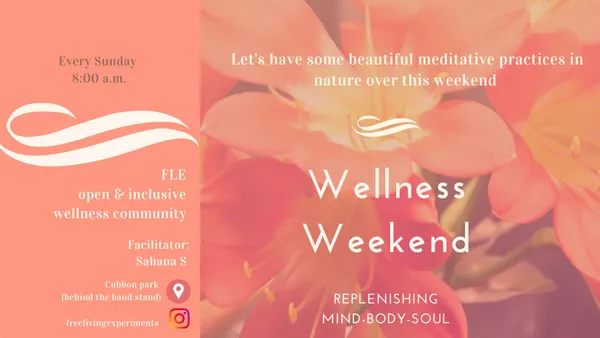 Every Sunday
8:00 a.m.
FLE
open & inclusive
wellness community
Facilitator:
Sahana S
Cubbon park
(behind the band stand)
freelivingexperiments
Let's have some beautiful meditative practices in
nature over this weekend
Wellness
Weekend
REPLENISHING
MIND-BODY-SOUL